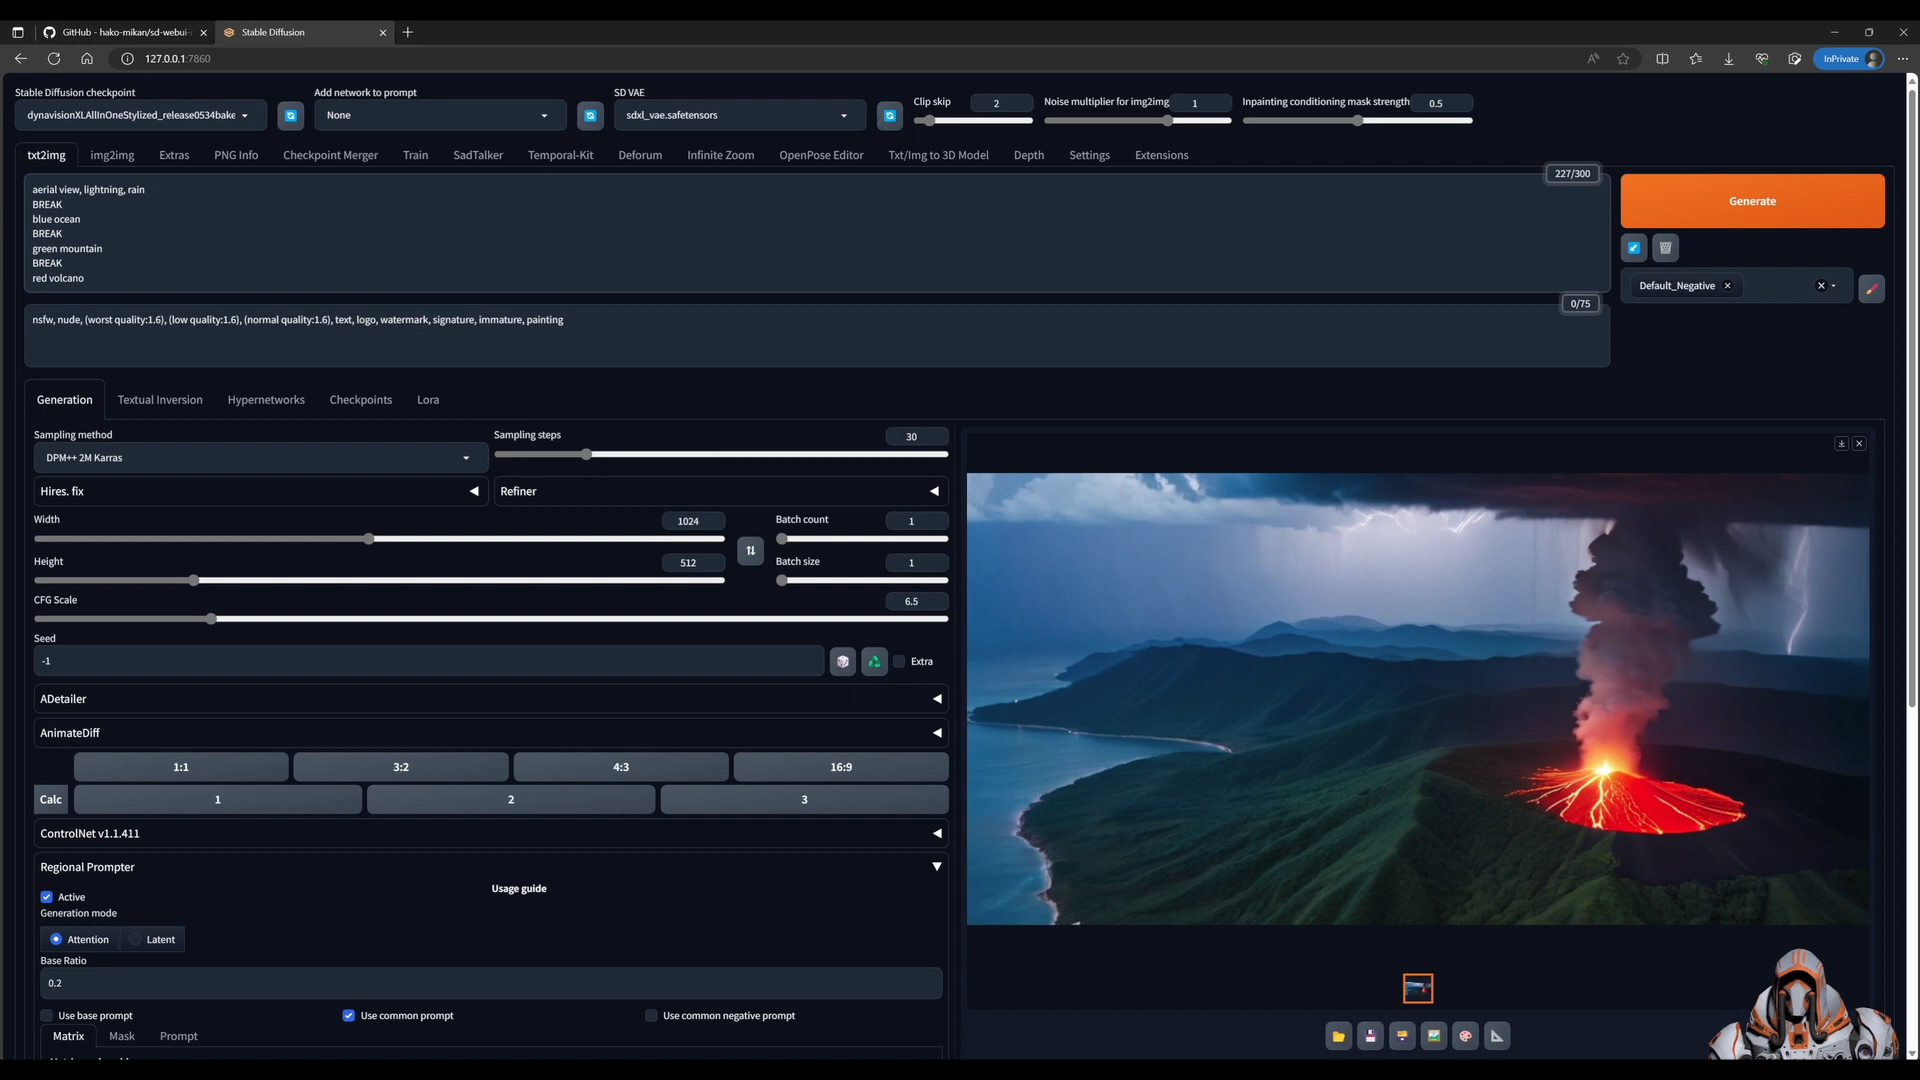 GitHub - hako-mikan/sd-webui-
Stable Diffusion
127.0.0.1:7860
InPrivate
Stable Diffusion checkpoint
Add network to prompt
SD VAE
Clip skip
2
Noise multiplier for img2img
1
Inpainting conditioning mask strength
0.5
dynavisionXLAllInOneStylized_release0534bake
None
sdxl_vae.safetensors
txt2img
img2img
Extras
PNG Info
Checkpoint Merger
Train
SadTalker
Temporal-Kit
Deforum
Infinite Zoom
OpenPose Editor
Txt/Img to 3D Model
Depth
Settings
Extensions
227/300
aerial view, lightning, rain
BREAK
blue ocean
BREAK
green mountain
BREAK
red volcano
Generate
Default_Negative
0/75
nsfw, nude, (worst quality:1.6), (low quality:1.6), (normal quality:1.6), text, logo, watermark, signature, immature, painting
Generation
Textual Inversion
Hypernetworks
Checkpoints
Lora
Sampling method
DPM++ 2M Karras
Sampling steps
30
Hires. fix
Refiner
Width
1024
Batch count
1
Height
512
Batch size
1
CFG Scale
6.5
Seed
-1
Extra
ADetailer
AnimateDiff
1:1
3:2
4:3
16:9
Calc
1
2
3
ControlNet v1.1.411
Regional Prompter
Usage guide
Active
Generation mode
Attention
Latent
Base Ratio
0.2
Use base prompt
Use common prompt
Use common negative prompt
Matrix
Mask
Prompt